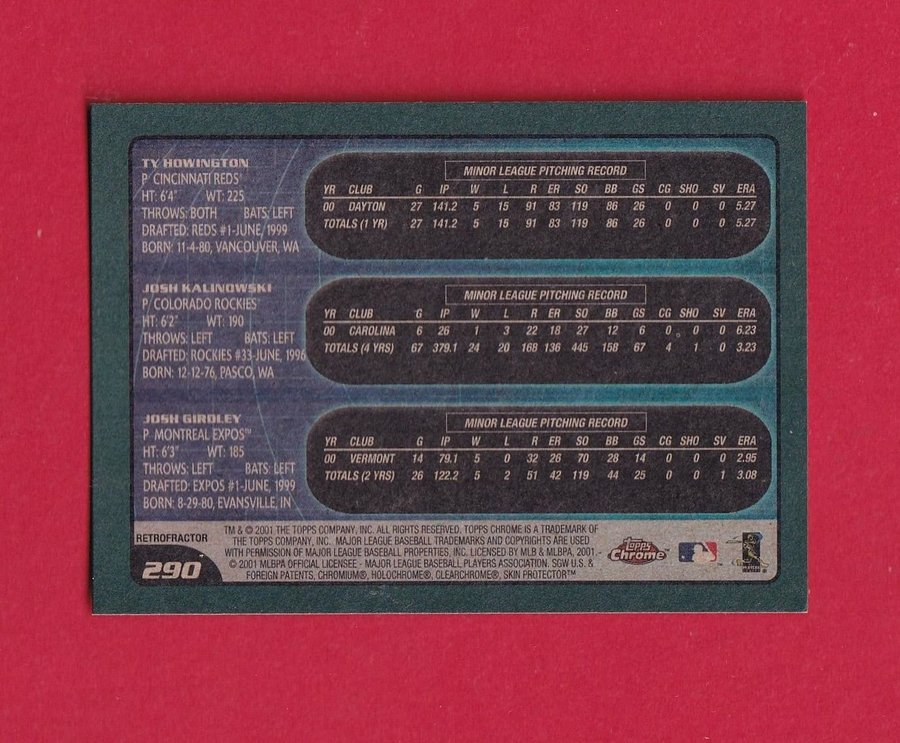 TY HOWINGTON
P CINCINNATI REDS®
HT: 6'4" WT: 225
THROWS: BOTH BATS: LEFT
DRAFTED: REDS #1-JUNE, 1999
BORN: 11-4-80, VANCOUVER, WA
MINOR LEAGUE PITCHING RECORD
YR CLUB G IP W L R ER SO BB GS CG SHO SV ERA
00 DAYTON 27 141.2 5 15 91 83 119 86 26 0 0 0 5.27
TOTALS (1 YR) 27 141.2 5 15 91 83 119 86 26 0 0 0 5.27
JOSH KALINOWSKI
P COLORADO ROCKIES™
HT: 6'2" WT: 190
THROWS: LEFT BATS: LEFT
DRAFTED: ROCKIES #33-JUNE, 1996
BORN: 12-12-76, PASCO, WA
MINOR LEAGUE PITCHING RECORD
YR CLUB G IP W L R ER SO BB GS CG SHO SV ERA
00 CAROLINA 6 26 1 3 22 18 27 12 6 0 0 0 6.23
TOTALS (4 YRS) 67 379.1 24 20 168 136 445 158 67 4 1 0 3.23
JOSH GIRDLEY
P MONTREAL EXPOS™
HT: 6'3" WT: 185
THROWS: LEFT BATS: LEFT
DRAFTED: EXPOS #1-JUNE, 1999
BORN: 8-29-80, EVANSVILLE, IN
MINOR LEAGUE PITCHING RECORD
YR CLUB G IP W L R ER SO BB GS CG SHO SV ERA
00 VERMONT 14 79.1 5 0 32 26 70 28 14 0 0 0 2.95
TOTALS (2 YRS) 26 122.2 5 2 51 42 119 44 25 0 0 1 3.08
RETROFRACTOR
290
TM & © 2001 THE TOPPS COMPANY, INC. ALL RIGHTS RESERVED. TOPPS CHROME IS A TRADEMARK OF
THE TOPPS COMPANY, INC. MAJOR LEAGUE BASEBALL TRADEMARKS AND COPYRIGHTS ARE USED
WITH PERMISSION OF MAJOR LEAGUE BASEBALL PROPERTIES, INC. LICENSED BY MLB & MLBPA, 2001.
© 2001 MLBPA OFFICIAL LICENSEE - MAJOR LEAGUE BASEBALL PLAYERS ASSOCIATION. SGW U.S. &
FOREIGN PATENTS, CHROMIUM®, HOLOCHROME®, CLEARCHROME®, SKIN PROTECTOR™
Topps
Chrome